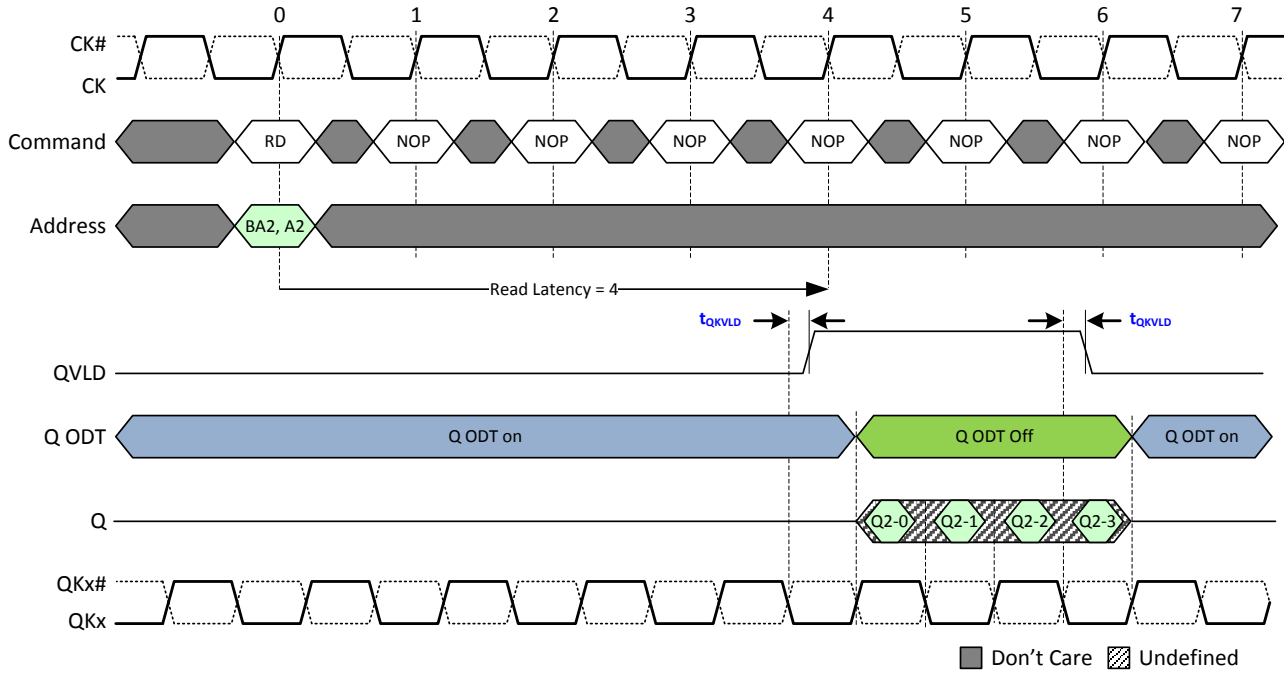 0 1 2 3 4 5 6 7
CK#
CK
Command RD NOP NOP NOP NOP NOP NOP NOP
Address BA2, A2
Read Latency = 4
tQKVLD tQKVLD
QVLD
Q ODT Q ODT on Q ODT Off Q ODT on
Q Q2-0 Q2-1 Q2-2 Q2-3
QKx#
QKx
Don't Care Undefined